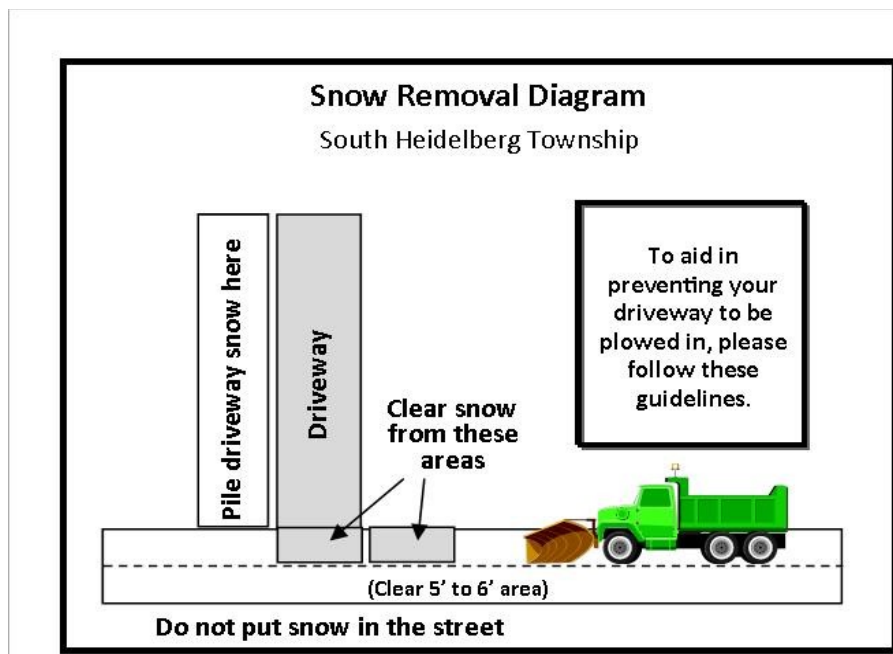 Snow Removal Diagram
South Heidelberg Township
Pile driveway snow here
Driveway
Clear snow
from these
areas
To aid in
preventing your
driveway to be
plowed in, please
follow these
guidelines.
(Clear 5' to 6' area)
Do not put snow in the street